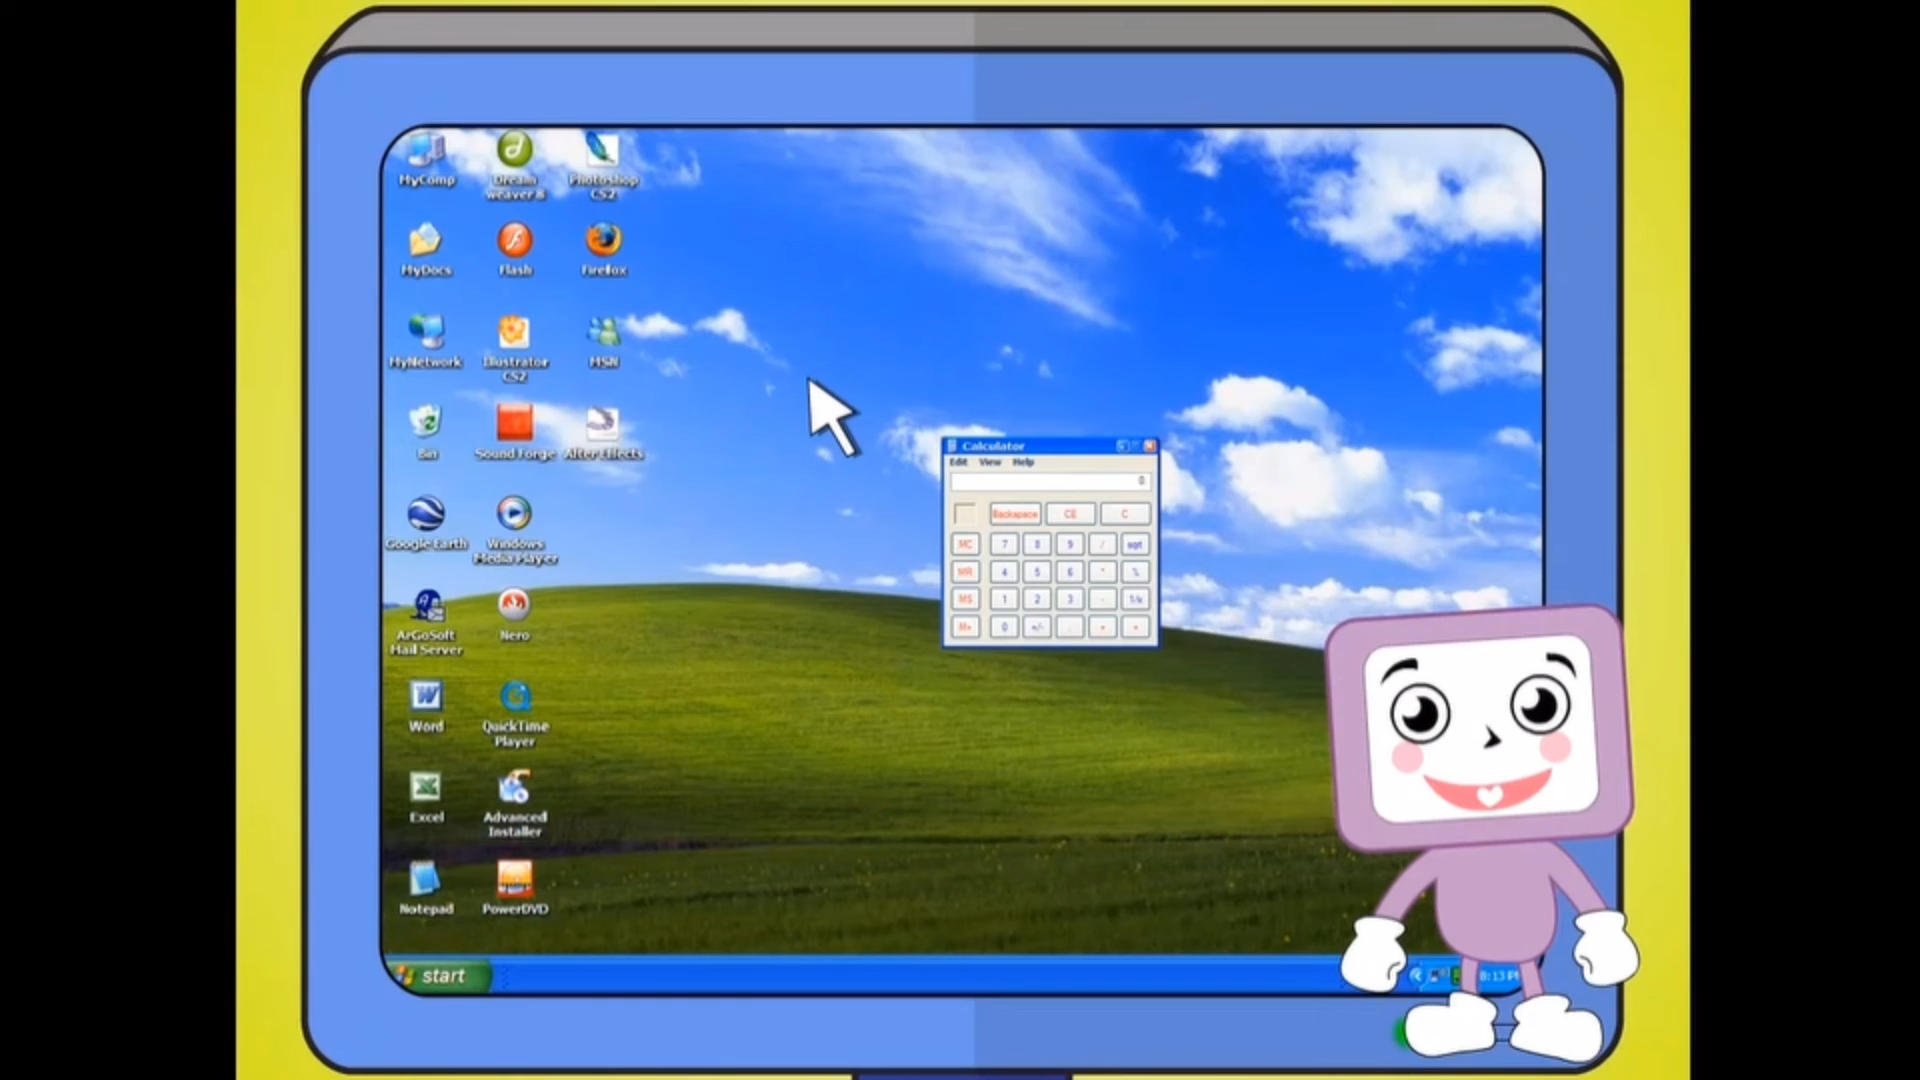 MyComp
Dream
weaver 8
Photoshop
CS2
MyDocs
Flash
Firefox
MyNetwork
Illustrator
CS2
MSN
Bin
Sound Forge
After Effects
Google Earth
Windows
Media Player
ArGoSoft
Mail Server
Nero
Word
QuickTime
Player
Excel
Advanced
Installer
Notepad
PowerDVD
Calculator
Edit View Help
0.
Backspace CE C
MC 7 8 9 / sqrt
MR 4 5 6 * %
MS 1 2 3 - 1/x
M+ 0 +/- .
start
8:13 PM